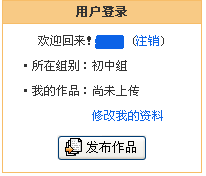 用户登录
欢迎回来! (注销)
· 所在组别：初中组
· 我的作品：尚未上传
修改我的资料
发布作品